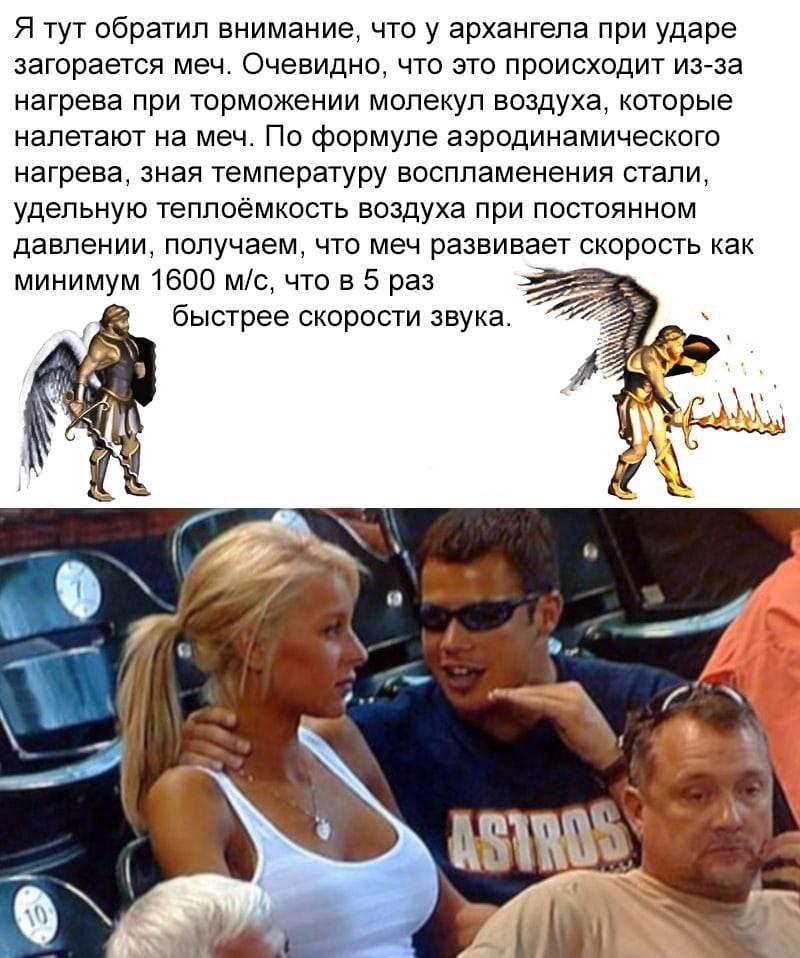 Я тут обратил внимание, что у архангела при ударе
загорается меч. Очевидно, что это происходит из-за
нагрева при торможении молекул воздуха, которые
налетают на меч. По формуле аэродинамического
нагрева, зная температуру воспламенения стали,
удельную теплоёмкость воздуха при постоянном
давлении, получаем, что меч развивает скорость как
минимум 1600 м/с, что в 5 раз
быстрее скорости звука.
ASTROS
10